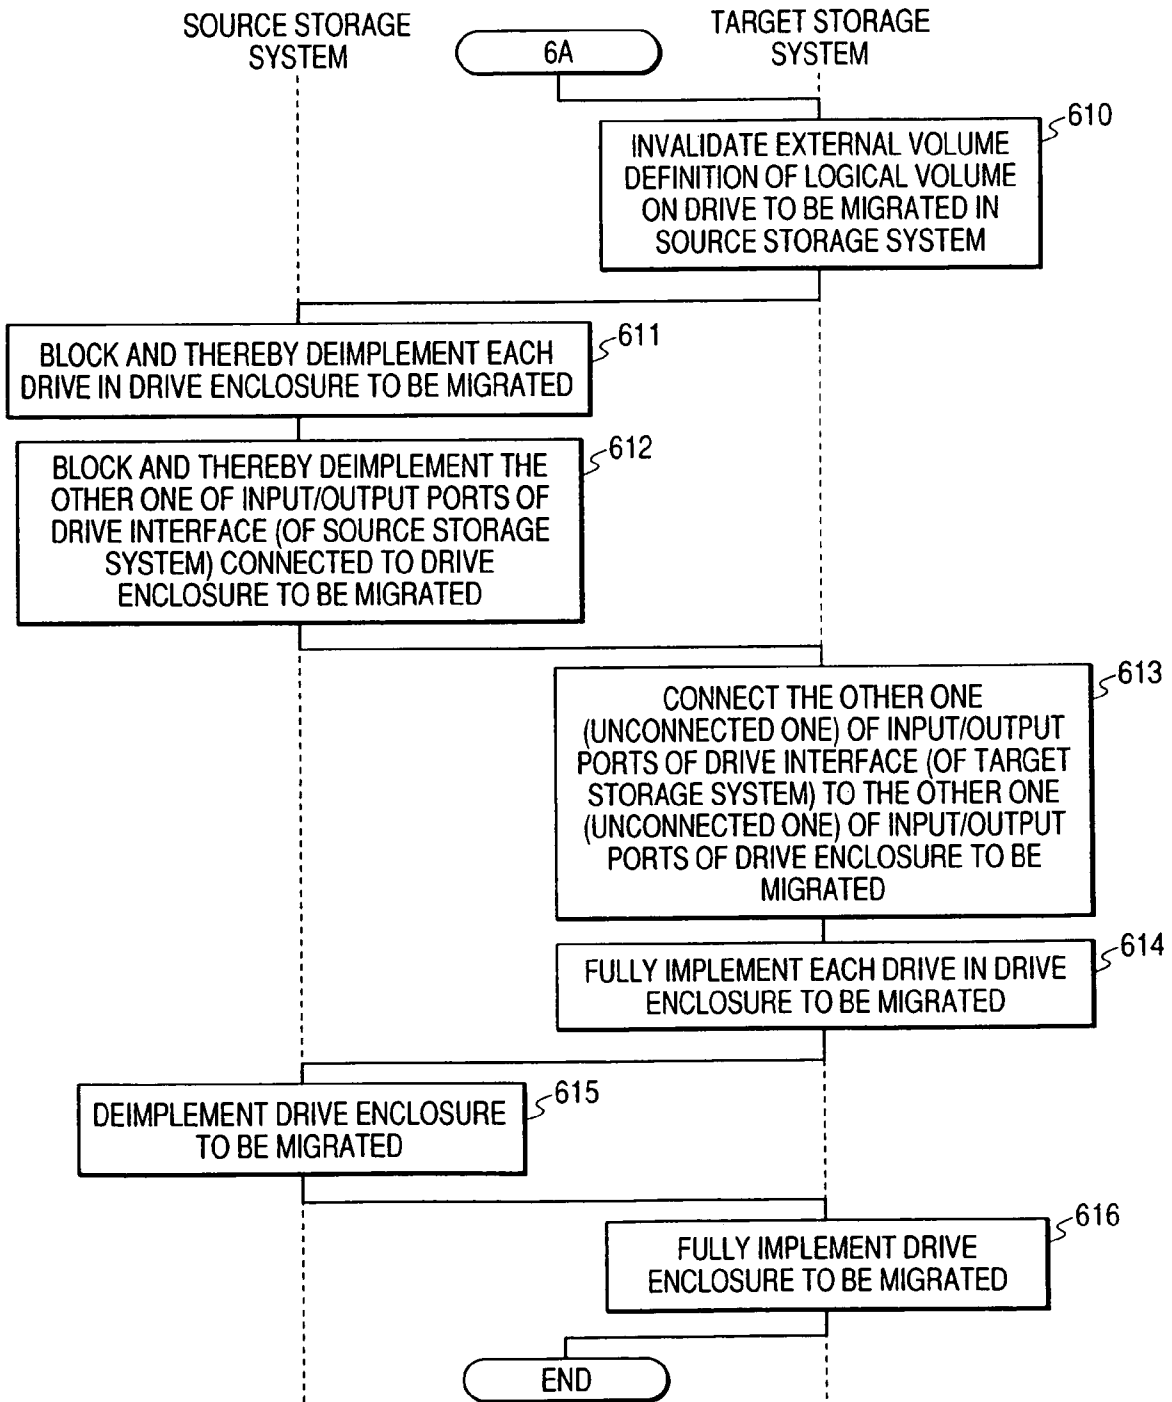 SOURCE STORAGE
SYSTEM
6A
TARGET STORAGE
SYSTEM
610
INVALIDATE EXTERNAL VOLUME
DEFINITION OF LOGICAL VOLUME
ON DRIVE TO BE MIGRATED IN
SOURCE STORAGE SYSTEM
611
BLOCK AND THEREBY DEIMPLEMENT EACH
DRIVE IN DRIVE ENCLOSURE TO BE MIGRATED
612
BLOCK AND THEREBY DEIMPLEMENT THE
OTHER ONE OF INPUT/OUTPUT PORTS OF
DRIVE INTERFACE (OF SOURCE STORAGE
SYSTEM) CONNECTED TO DRIVE
ENCLOSURE TO BE MIGRATED
613
CONNECT THE OTHER ONE
(UNCONNECTED ONE) OF INPUT/OUTPUT
PORTS OF DRIVE INTERFACE (OF TARGET
STORAGE SYSTEM) TO THE OTHER ONE
(UNCONNECTED ONE) OF INPUT/OUTPUT
PORTS OF DRIVE ENCLOSURE TO BE
MIGRATED
614
FULLY IMPLEMENT EACH DRIVE IN DRIVE
ENCLOSURE TO BE MIGRATED
615
DEIMPLEMENT DRIVE ENCLOSURE
TO BE MIGRATED
616
FULLY IMPLEMENT DRIVE
ENCLOSURE TO BE MIGRATED
END